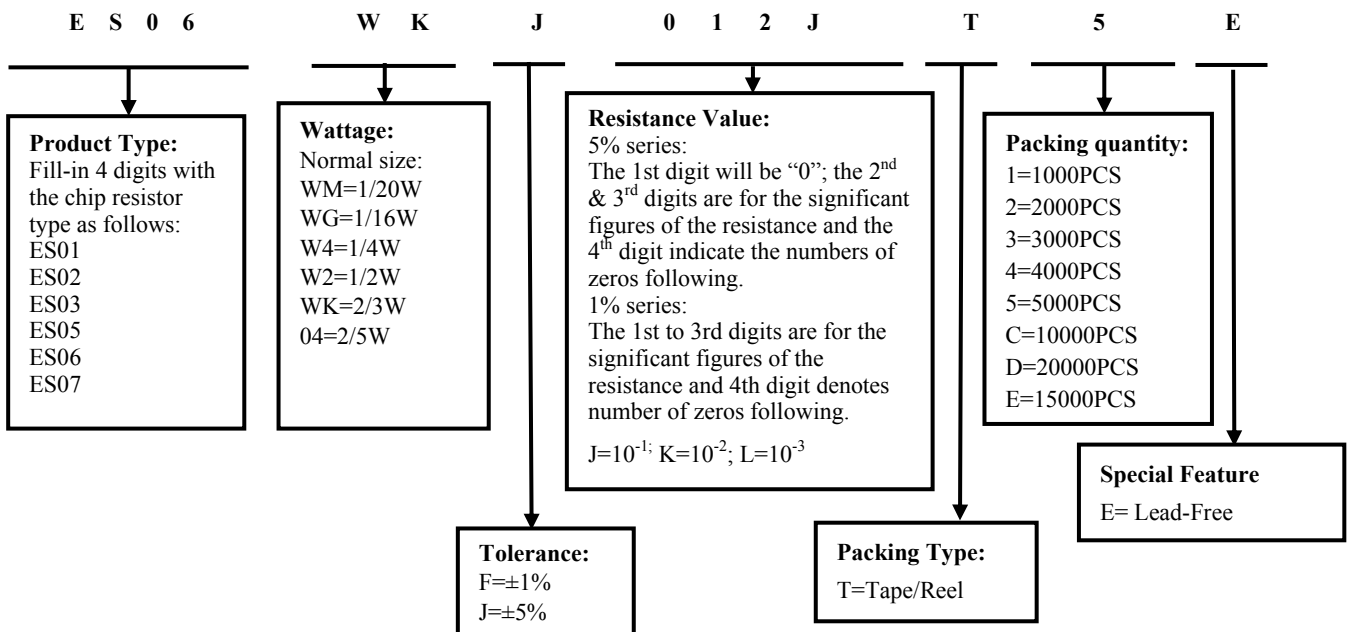 E S 0 6 W K J 0 1 2 J T 5 E
Product Type:
Fill-in 4 digits with
the chip resistor
type as follows:
ES01
ES02
ES03
ES05
ES06
ES07
Wattage:
Normal size:
WM=1/20W
WG=1/16W
W4=1/4W
W2=1/2W
WK=2/3W
04=2/5W
Tolerance:
F=±1%
J=±5%
Resistance Value:
5% series:
The 1st digit will be “0”; the 2nd
& 3rd digits are for the significant
figures of the resistance and the
4th digit indicate the numbers of
zeros following.
1% series:
The 1st to 3rd digits are for the
significant figures of the
resistance and 4th digit denotes
number of zeros following.
J=10-1; K=10-2; L=10-3
Packing Type:
T=Tape/Reel
Packing quantity:
1=1000PCS
2=2000PCS
3=3000PCS
4=4000PCS
5=5000PCS
C=10000PCS
D=20000PCS
E=15000PCS
Special Feature
E= Lead-Free